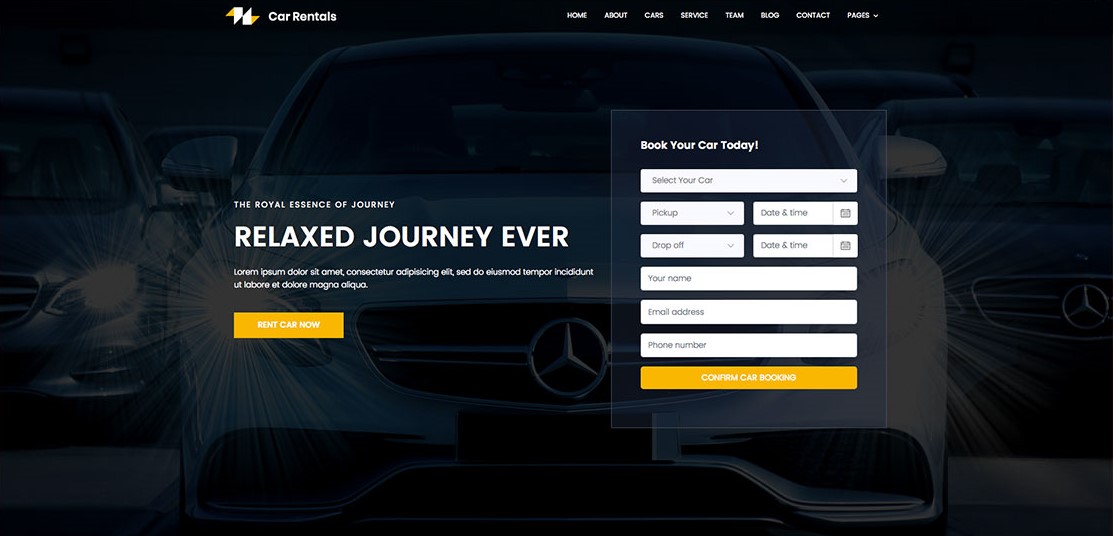 Car Rentals
HOME ABOUT CARS SERVICE TEAM BLOG CONTACT PAGES
THE ROYAL ESSENCE OF JOURNEY
RELAXED JOURNEY EVER
Lorem ipsum dolor sit amet, consectetur adipisicing elit, sed do eiusmod tempor incididunt
ut labore et dolore magna aliqua.
RENT CAR NOW
Book Your Car Today!
Select Your Car
Pickup Date & time
Drop off Date & time
Your name
Email address
Phone number
CONFIRM CAR BOOKING